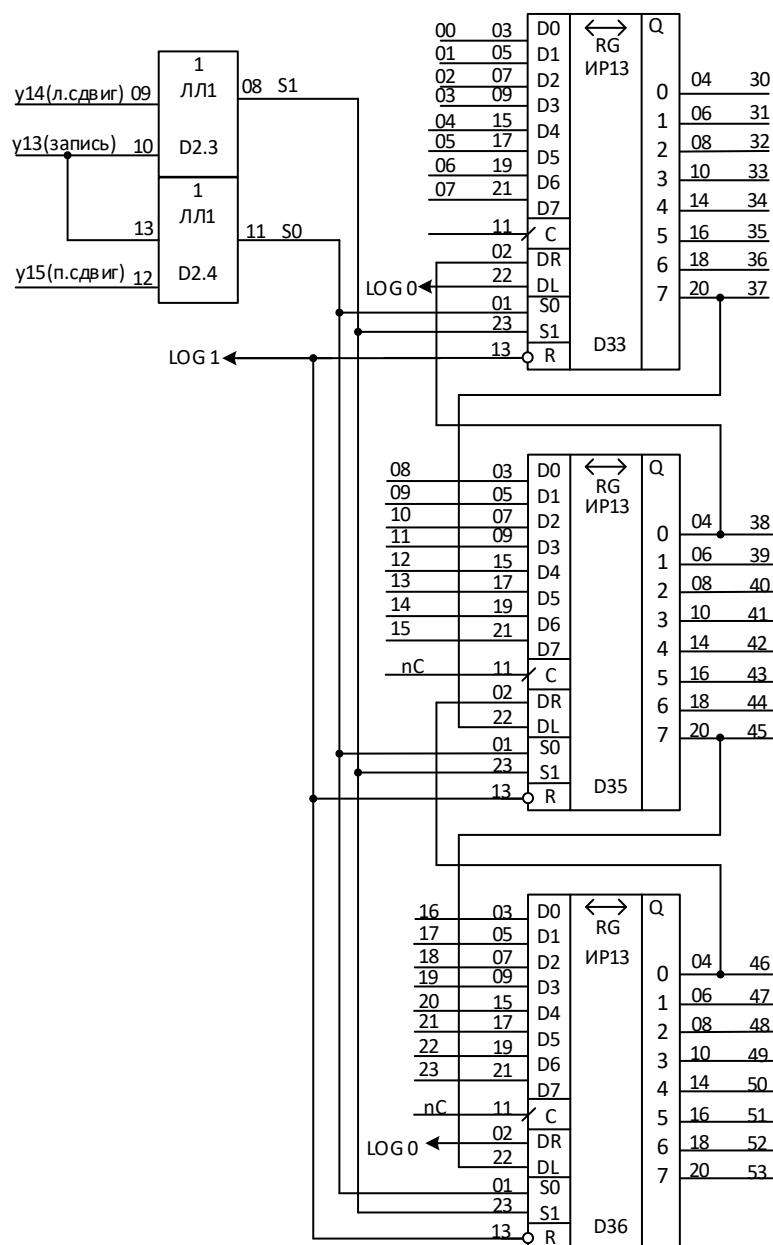 1
ЛЛ1
D2.3
y14(л.сдвиг) 09
08 S1
y13(запись) 10
1
ЛЛ1
D2.4
13
11 S0
y15(п.сдвиг) 12
LOG 1
00 03 D0
01 05 D1
02 07 D2
03 09 D3
04 15 D4
05 17 D5
06 19 D6
07 21 D7
11 C
02 DR
LOG 0 22 DL
01 S0
23 S1
13 R
RG
ИР13
D33
Q
0 04 30
1 06 31
2 08 32
3 10 33
4 14 34
5 16 35
6 18 36
7 20 37
08 03 D0
09 05 D1
10 07 D2
11 09 D3
12 15 D4
13 17 D5
14 19 D6
15 21 D7
nC 11 C
02 DR
22 DL
01 S0
23 S1
13 R
RG
ИР13
D35
Q
0 04 38
1 06 39
2 08 40
3 10 41
4 14 42
5 16 43
6 18 44
7 20 45
16 03 D0
17 05 D1
18 07 D2
19 09 D3
20 15 D4
21 17 D5
22 19 D6
23 21 D7
nC 11 C
LOG 0 02 DR
22 DL
01 S0
23 S1
13 R
RG
ИР13
D36
Q
0 04 46
1 06 47
2 08 48
3 10 49
4 14 50
5 16 51
6 18 52
7 20 53